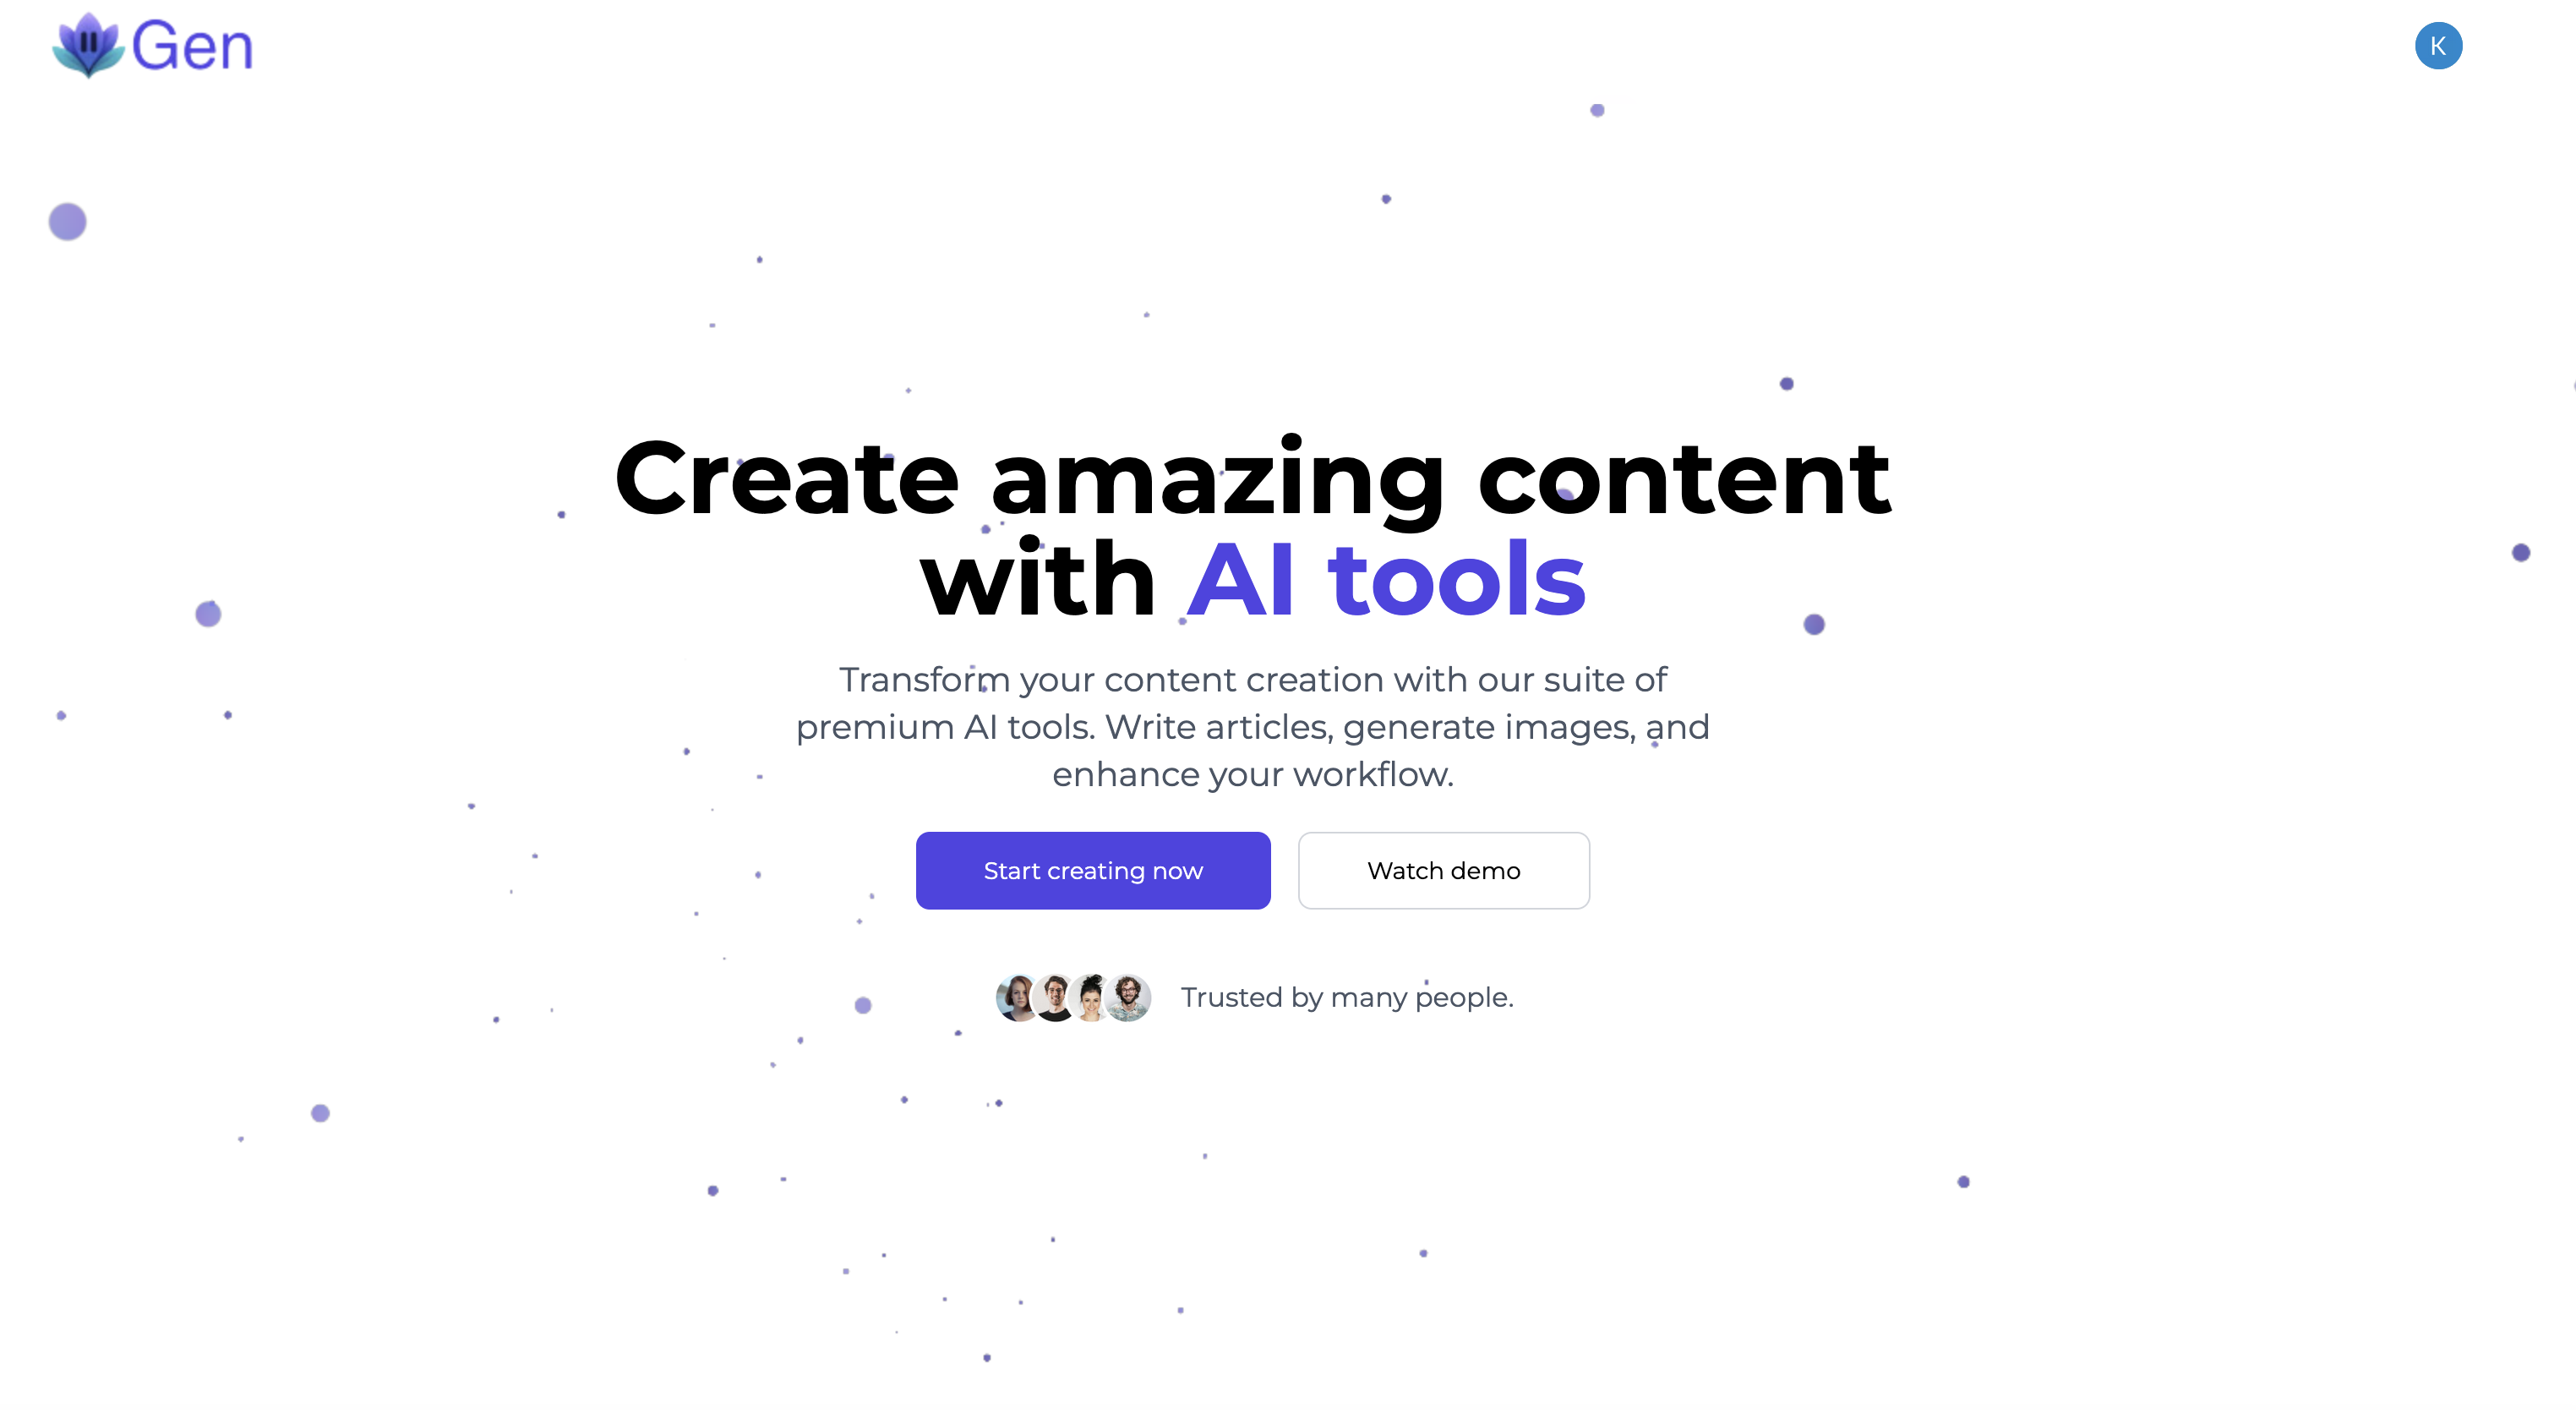 Gen
K
Create amazing content
with AI tools
Transform your content creation with our suite of
premium AI tools. Write articles, generate images, and
enhance your workflow.
Start creating now
Watch demo
Trusted by many people.